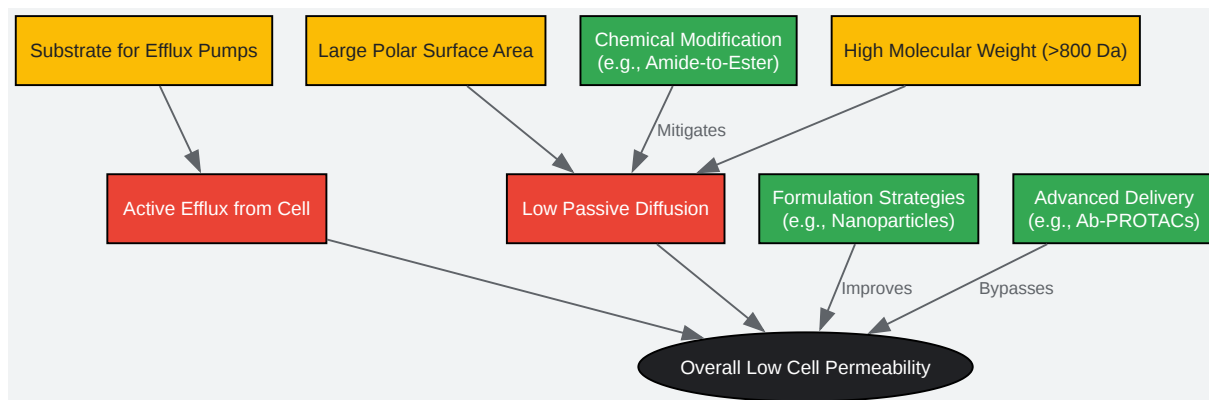 Substrate for Efflux Pumps
Large Polar Surface Area
Chemical Modification
(e.g., Amide-to-Ester)
High Molecular Weight (>800 Da)
Mitigates
Active Efflux from Cell
Low Passive Diffusion
Formulation Strategies
(e.g., Nanoparticles)
Advanced Delivery
(e.g., Ab-PROTACs)
Improves
Bypasses
Overall Low Cell Permeability